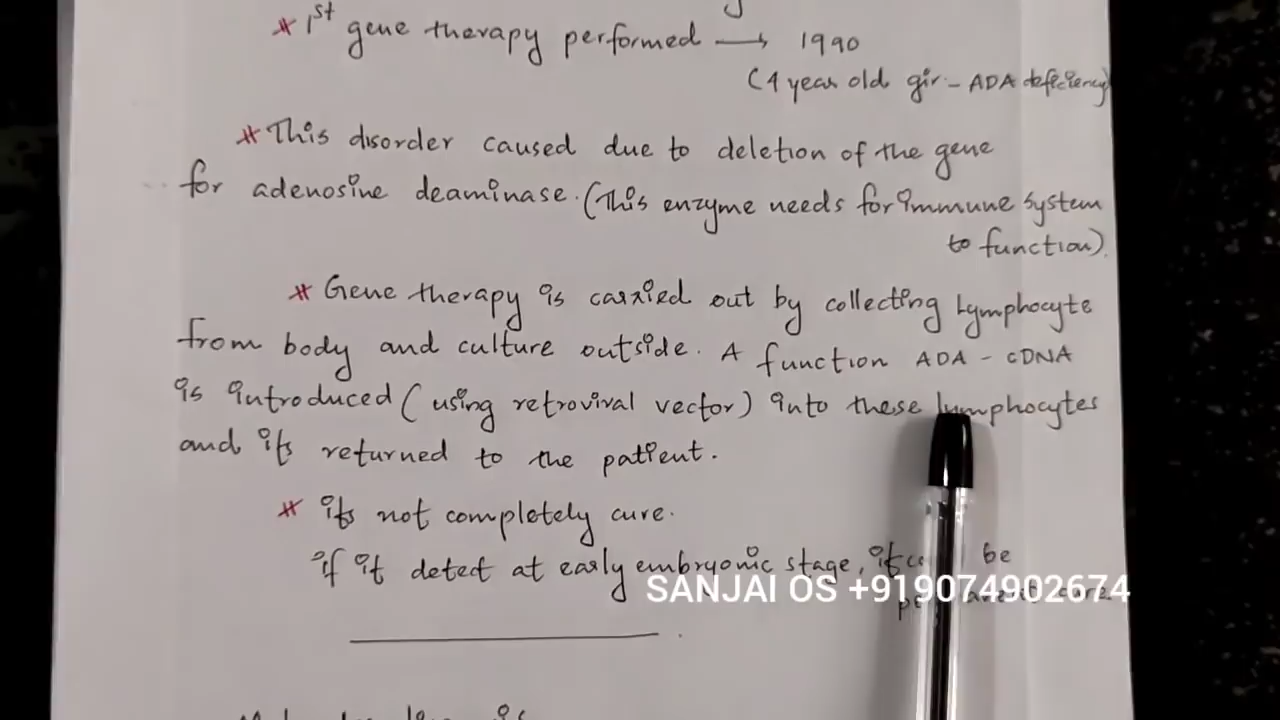 * 1st gene therapy performed → 1990
(4 year old gir - ADA defeciency)
* This disorder caused due to deletion of the gene
for adenosine deaminase. (This enzyme needs for immune system
to function).
* Gene therapy is carried out by collecting Lymphocyte
from body and culture outside. A function ADA - cDNA
is introduced (using retroviral vector) into these lymphocytes
and its returned to the patient.
* its not completely cure.
if it detect at early embryonic stage, it be
SANJAI OS +919074902674